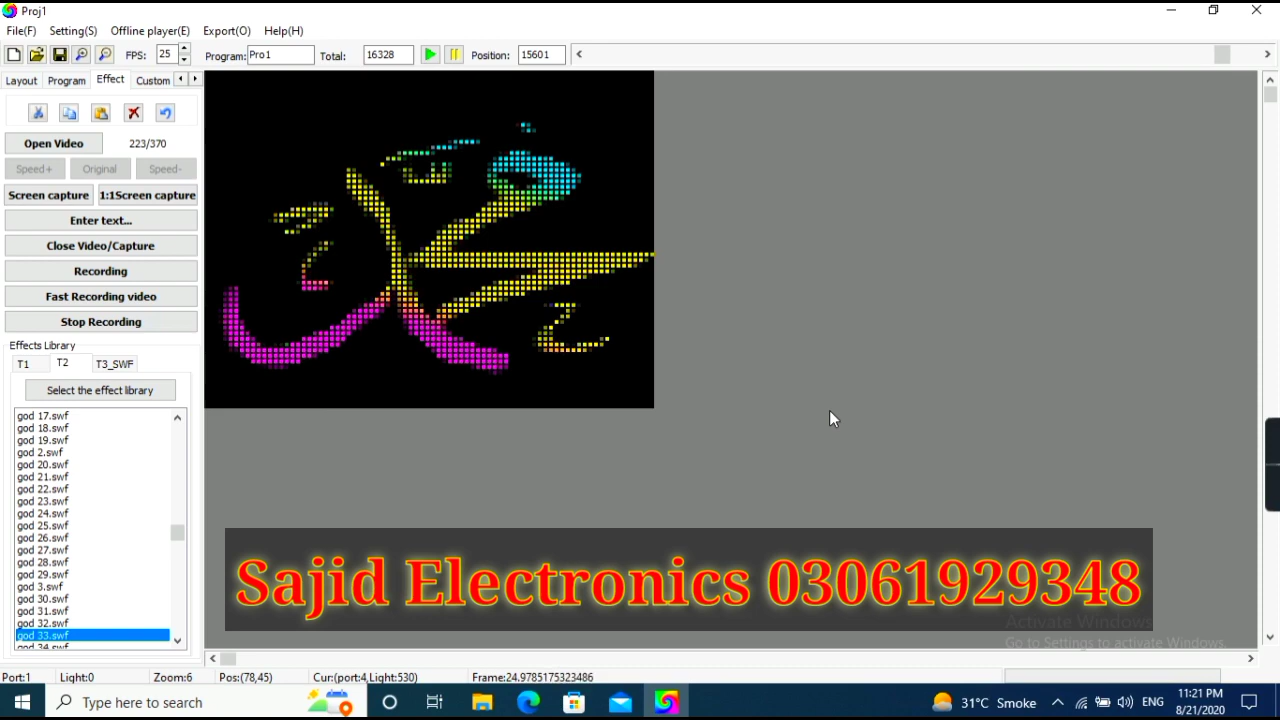 Proj1
File(F) Setting(S) Offline player(E) Export(O) Help(H)
FPS: 25 Program: Pro1 Total: 16328 Position: 15601
Layout Program Effect Custom
Open Video 223/370
Speed+ Original Speed-
Screen capture 1:1Screen capture
Enter text...
Close Video/Capture
Recording
Fast Recording video
Stop Recording
Effects Library
T1 T2 T3_SWF
Select the effect library
god 17.swf
god 18.swf
god 19.swf
god 2.swf
god 20.swf
god 21.swf
god 22.swf
god 23.swf
god 24.swf
god 25.swf
god 26.swf
god 27.swf
god 28.swf
god 29.swf
god 3.swf
god 30.swf
god 31.swf
god 32.swf
god 33.swf
god 34.swf
Sajid Electronics 03061929348
Activate Windows
Go to Settings to activate Windows.
Port:1 Light:0 Zoom:6 Pos:(78,45) Cur:(port:4,Light:530) Frame:24.9785175323486
Type here to search
31°C Smoke ENG 11:21 PM
8/21/2020